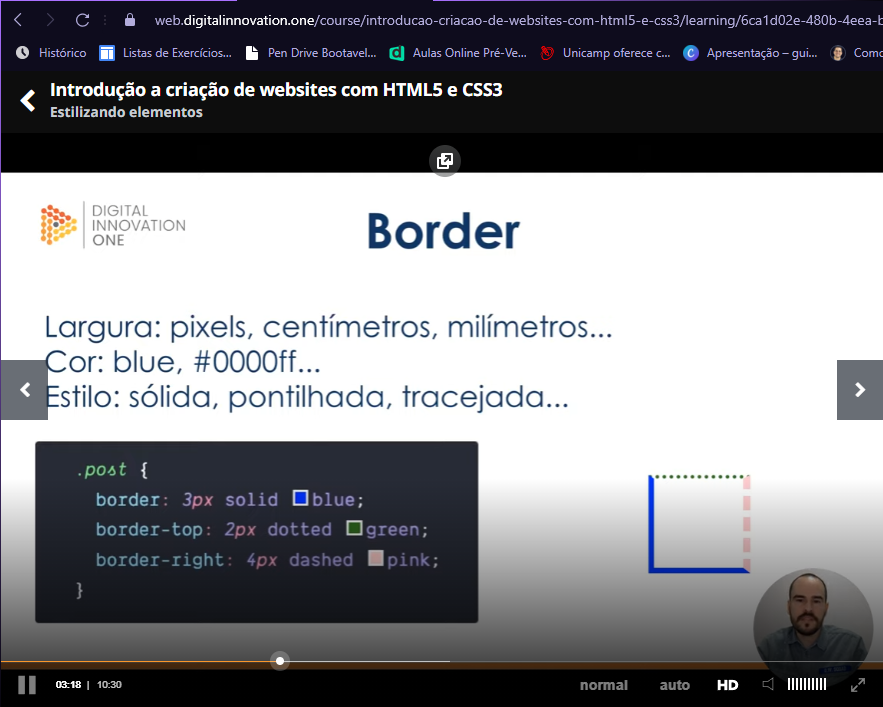 web.digitalinnovation.one/course/introducao-criacao-de-websites-com-html5-e-css3/learning/6ca1d02e-480b-4eea-b
Histórico
Listas de Exercícios...
Pen Drive Bootavel...
Aulas Online Pré-Ve...
Unicamp oferece c...
Apresentação – gui...
Como
Introdução a criação de websites com HTML5 e CSS3
Estilizando elementos
DIGITAL
INNOVATION
ONE
Border
Largura: pixels, centímetros, milímetros...
Cor: blue, #0000ff...
Estilo: sólida, pontilhada, tracejada...
.post {
border: 3px solid blue;
border-top: 2px dotted green;
border-right: 4px dashed pink;
}
03:18 | 10:30
normal
auto
HD